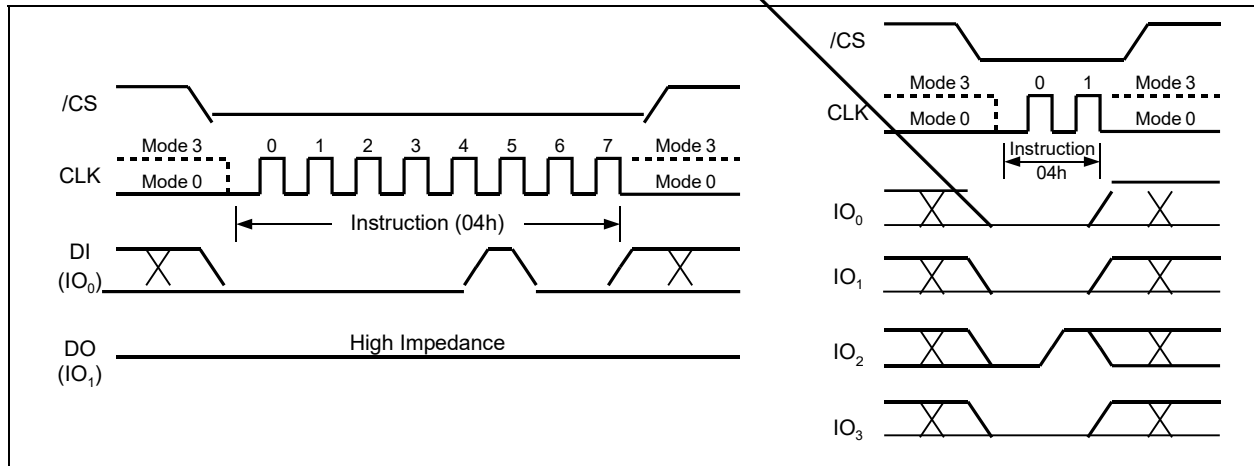 /CS
CLK
Mode 3
Mode 0
0 1 2 3 4 5 6 7
Mode 3
Mode 0
Instruction (04h)
DI
(IO₀)
DO
(IO₁)
High Impedance
/CS
CLK
Mode 3
Mode 0
0 1
Mode 3
Mode 0
Instruction
04h
IO₀
IO₁
IO₂
IO₃